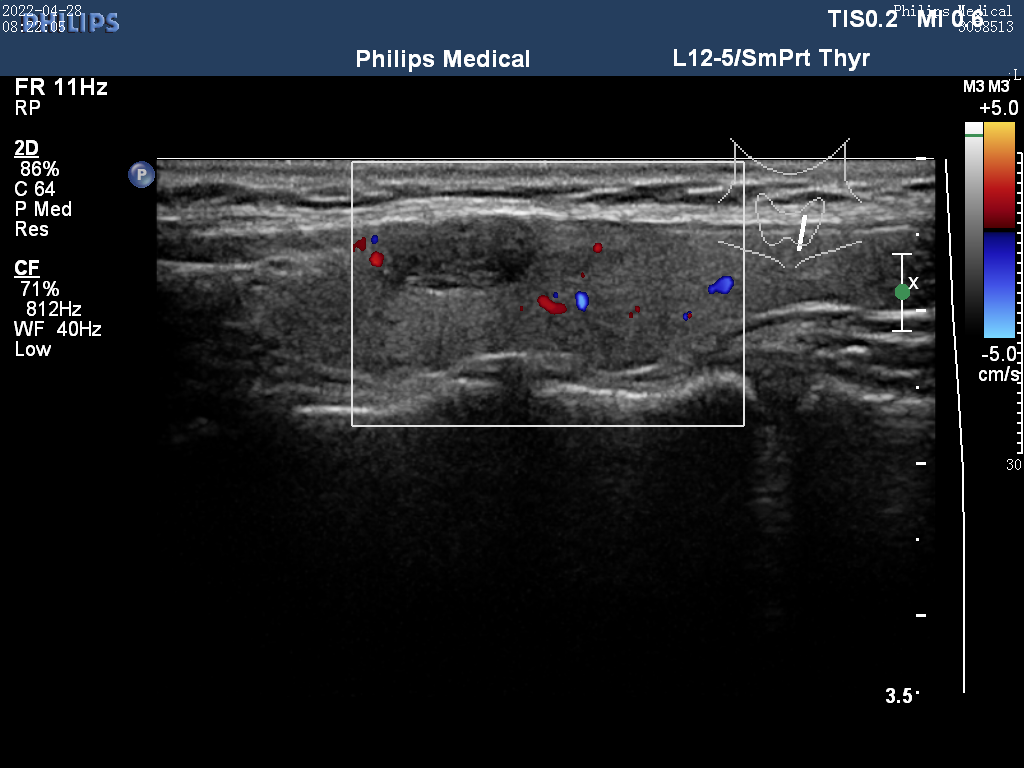 2022-04-28
08:22:05
PHILIPS
TIS0.2 MI 0.6
Philips Medical
3098513
Philips Medical
L12-5/SmPrt Thyr
FR 11Hz
RP
2D
86%
C 64
P Med
Res
CF
71%
812Hz
WF 40Hz
Low
P
:L
M3 M3
+5.0
x
-5.0
cm/s
30
3.5